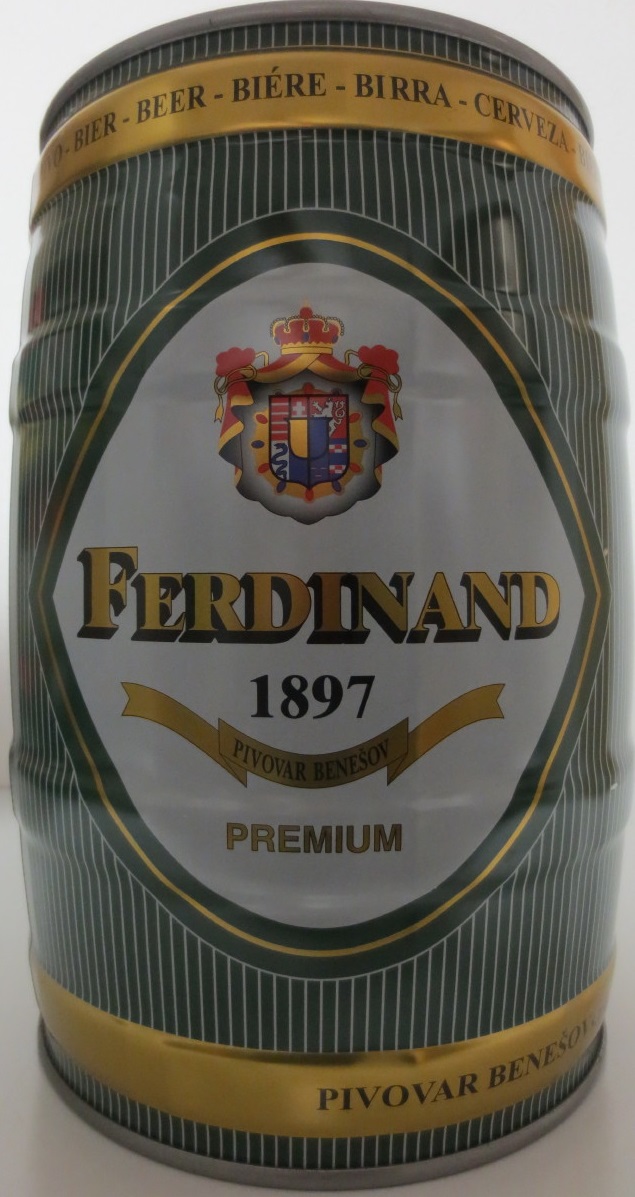 BIER - BEER - BIÉRE - BIRRA - CERVEZA -
FERDINAND
1897
PIVOVAR BENEŠOV
PREMIUM
PIVOVAR BENEŠOV